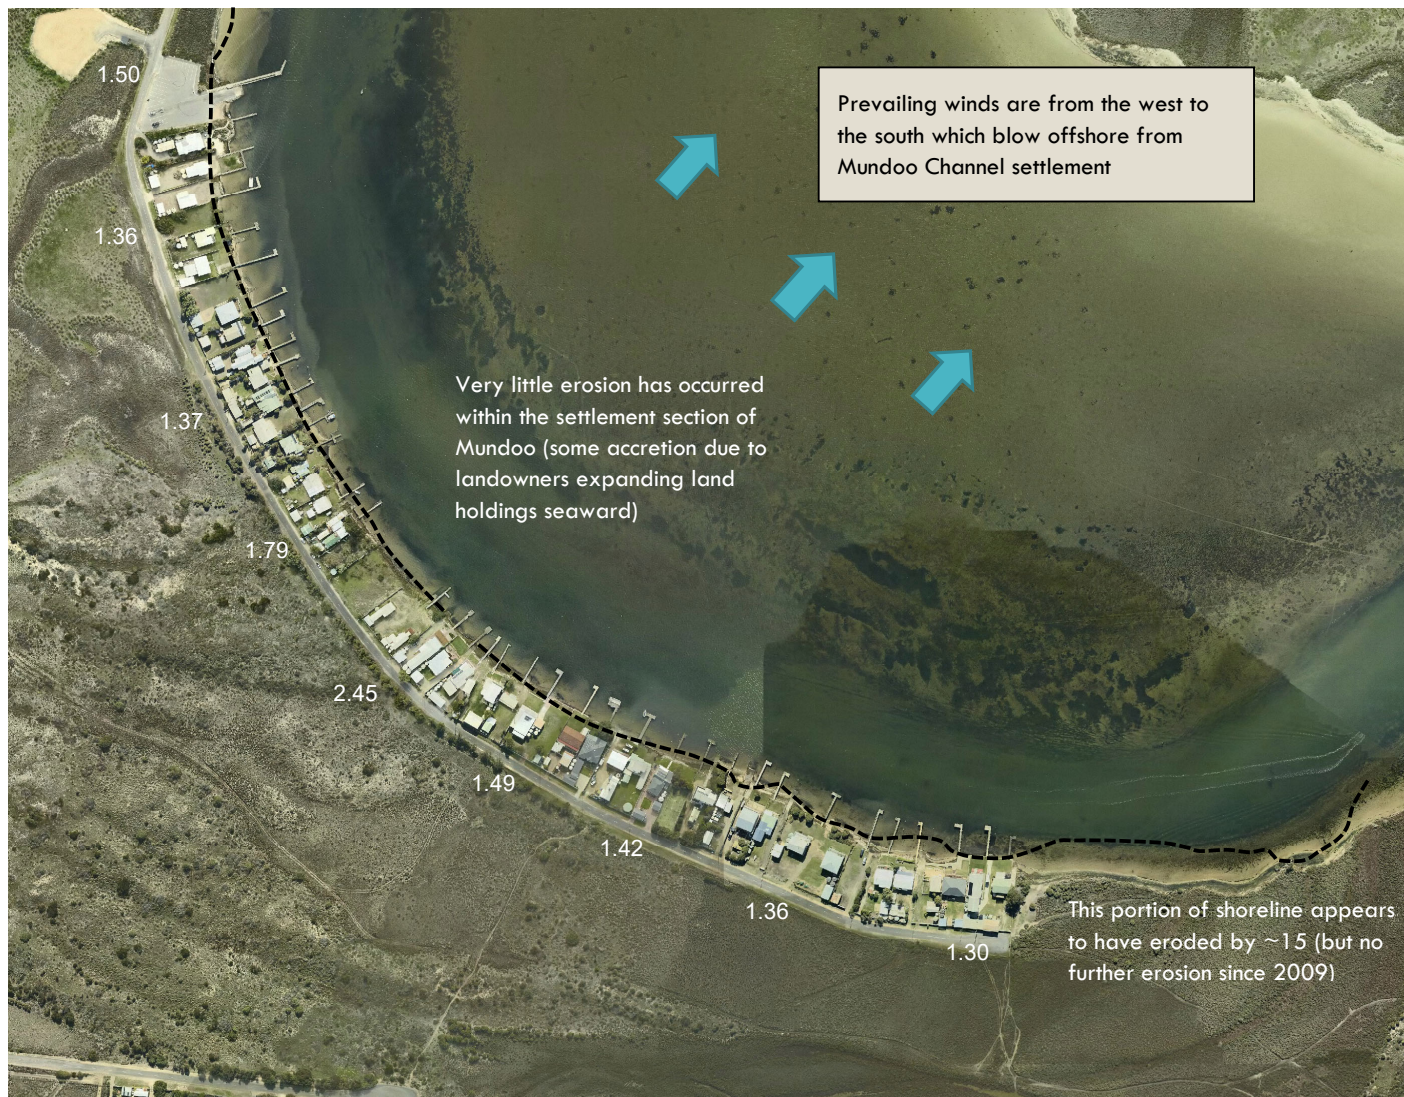 1.50
Prevailing winds are from the west to
the south which blow offshore from
Mundoo Channel settlement
1.36
1.37
Very little erosion has occurred
within the settlement section of
Mundoo (some accretion due to
landowners expanding land
holdings seaward)
1.79
2.45
1.49
1.42
1.36
1.30
This portion of shoreline appears
to have eroded by ~15 (but no
further erosion since 2009)